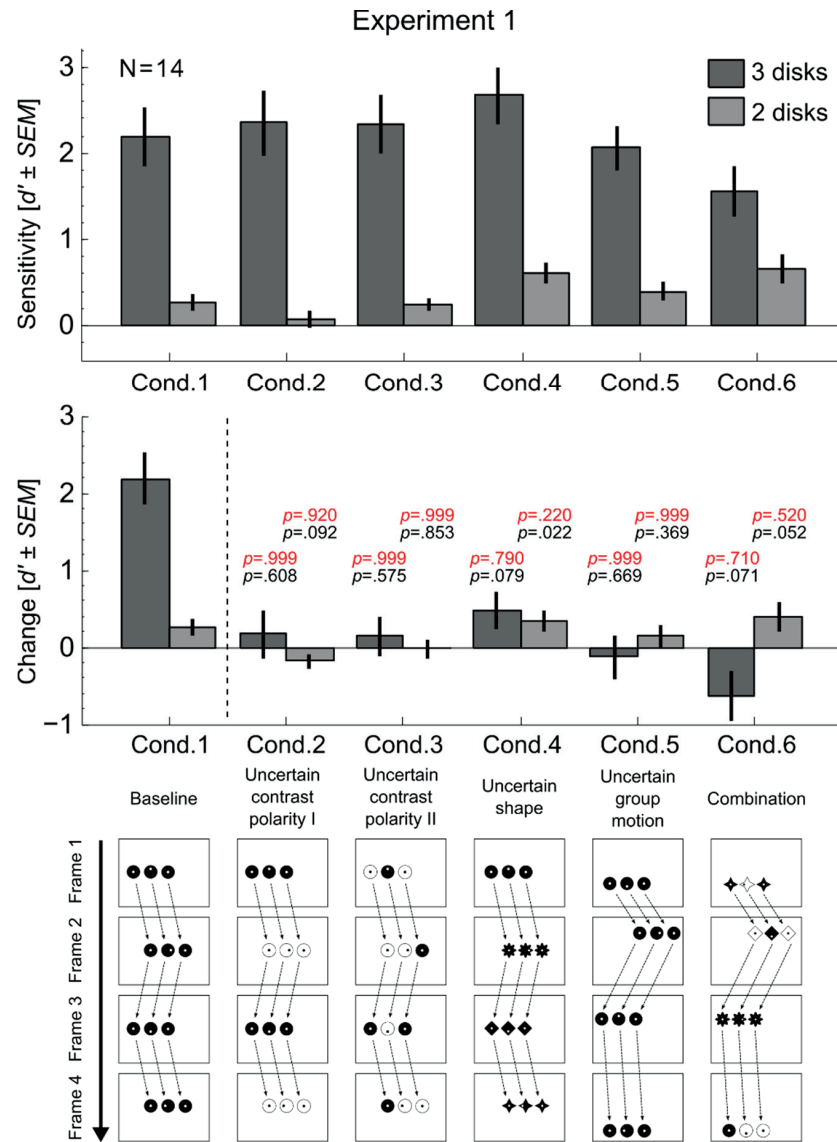 Experiment 1
N=14
3 disks
2 disks
Sensitivity [d′ ± SEM]
3
2
1
0
Cond.1 Cond.2 Cond.3 Cond.4 Cond.5 Cond.6
Change [d′ ± SEM]
3
2
1
0
−1
p=.920 p=.999 p=.220 p=.999 p=.520
p=.092 p=.853 p=.022 p=.369 p=.052
p=.999 p=.999 p=.790 p=.999 p=.710
p=.608 p=.575 p=.079 p=.669 p=.071
Cond.1 Cond.2 Cond.3 Cond.4 Cond.5 Cond.6
Baseline
Uncertain
contrast
polarity I
Uncertain
contrast
polarity II
Uncertain
shape
Uncertain
group
motion
Combination
Frame 1
Frame 2
Frame 3
Frame 4